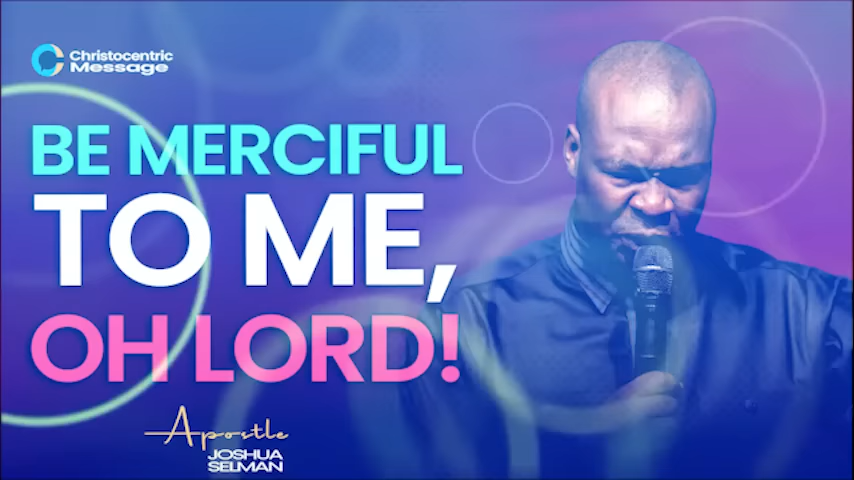 Christocentric
Message
BE MERCIFUL
TO ME,
OH LORD!
Apostle
JOSHUA
SELMAN